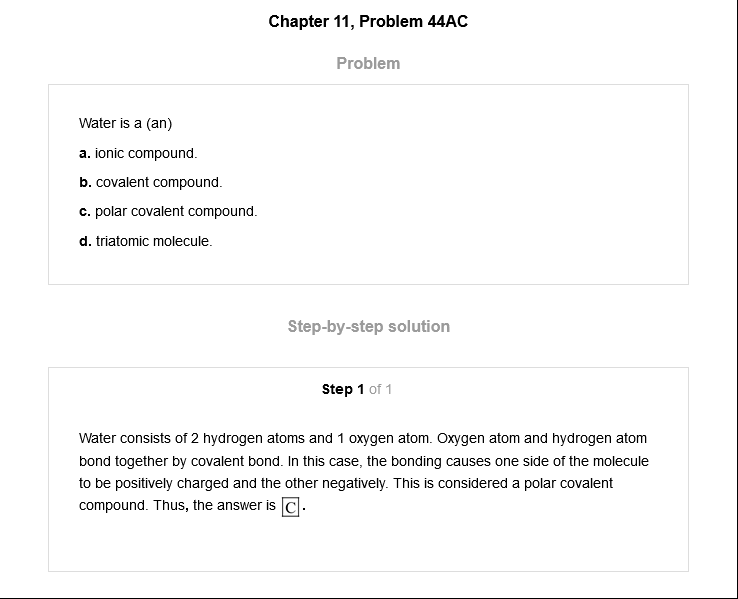 Chapter 11, Problem 44AC
Problem
Water is a (an)
a. ionic compound.
b. covalent compound.
c. polar covalent compound.
d. triatomic molecule.
Step-by-step solution
Step 1 of 1
Water consists of 2 hydrogen atoms and 1 oxygen atom. Oxygen atom and hydrogen atom
bond together by covalent bond. In this case, the bonding causes one side of the molecule
to be positively charged and the other negatively. This is considered a polar covalent
compound. Thus, the answer is C.